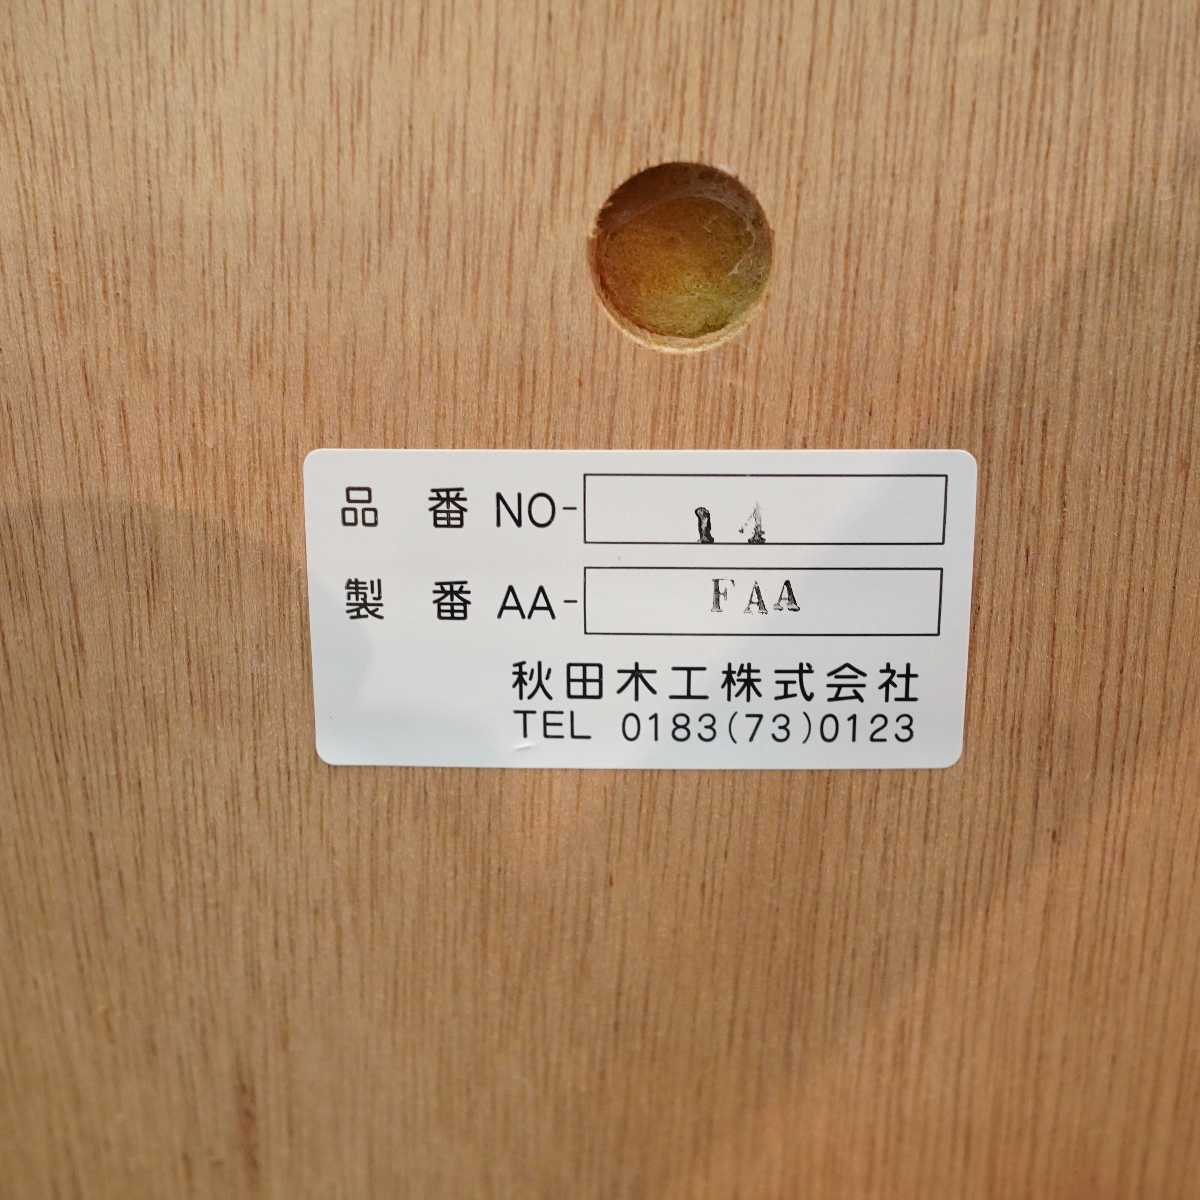 品 番 NO- 14
製 番 AA- FAA
秋田木工株式会社
TEL 0183(73)0123